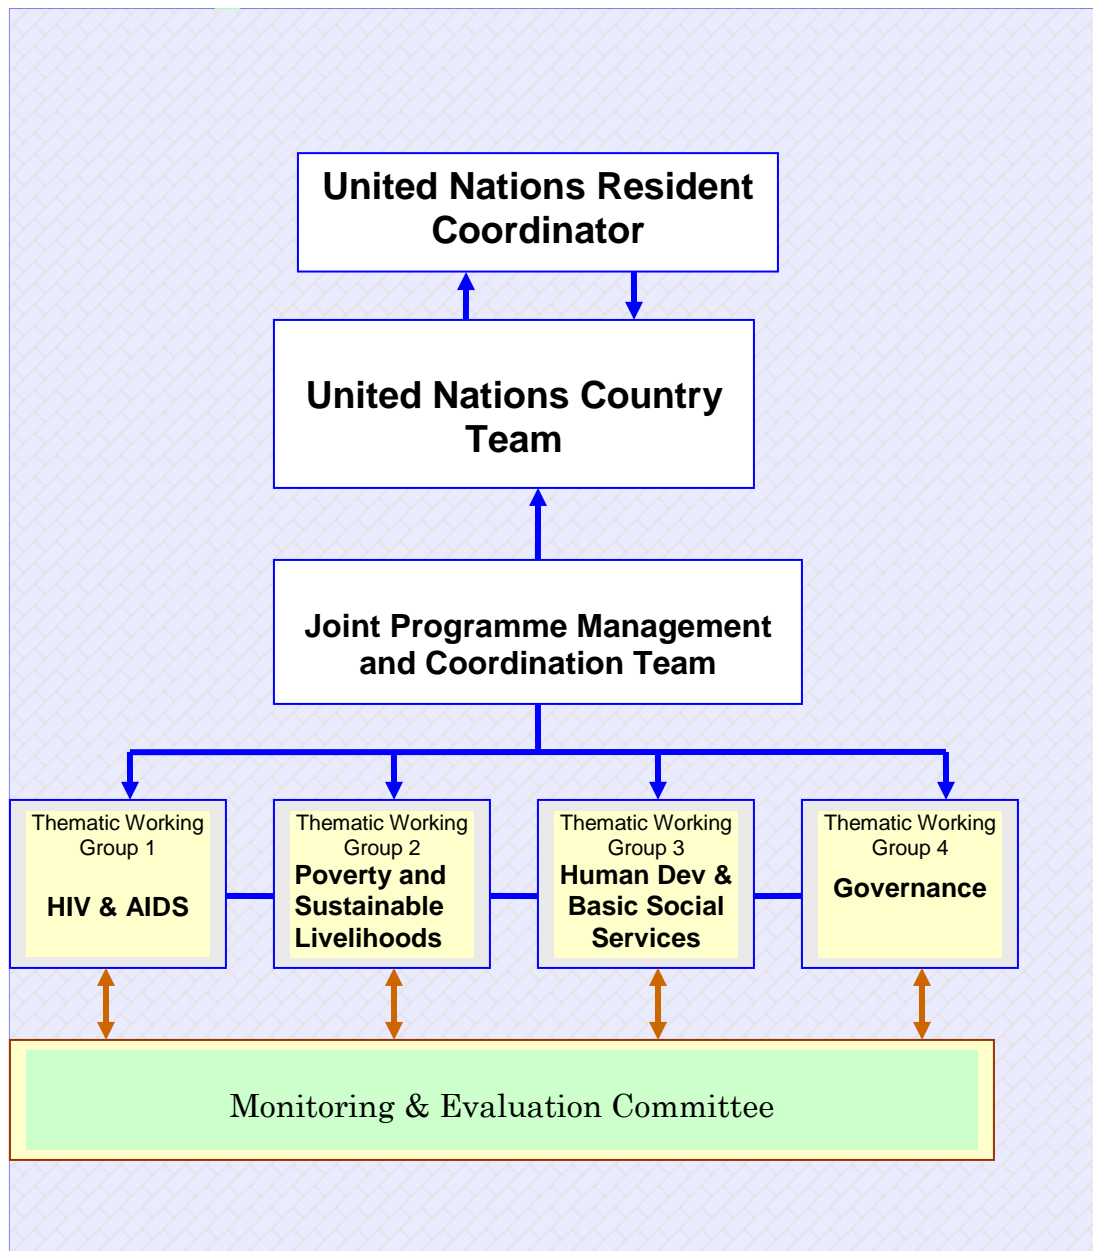 United Nations Resident
Coordinator
United Nations Country
Team
Joint Programme Management
and Coordination Team
Thematic Working
Group 1
HIV & AIDS
Thematic Working
Group 2
Poverty and
Sustainable
Livelihoods
Thematic Working
Group 3
Human Dev &
Basic Social
Services
Thematic Working
Group 4
Governance
Monitoring & Evaluation Committee